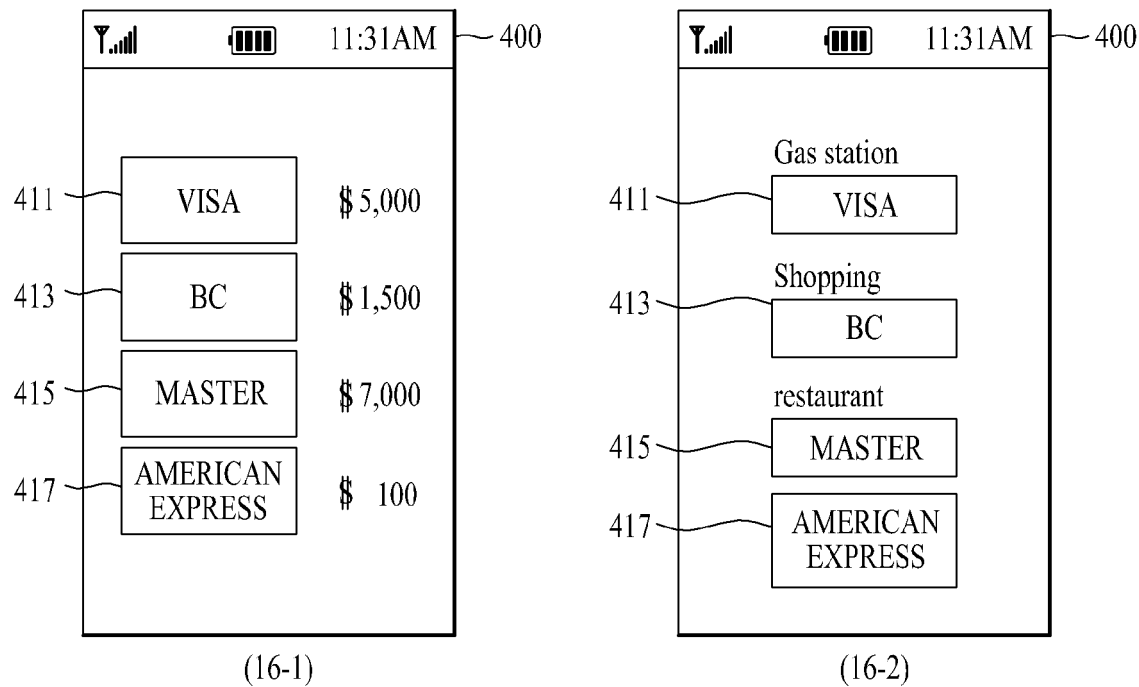 11:31AM 400
411 VISA $ 5,000
413 BC $ 1,500
415 MASTER $ 7,000
417 AMERICAN
EXPRESS $ 100
(16-1)
11:31AM 400
Gas station
411 VISA
Shopping
413 BC
restaurant
415 MASTER
417 AMERICAN
EXPRESS
(16-2)